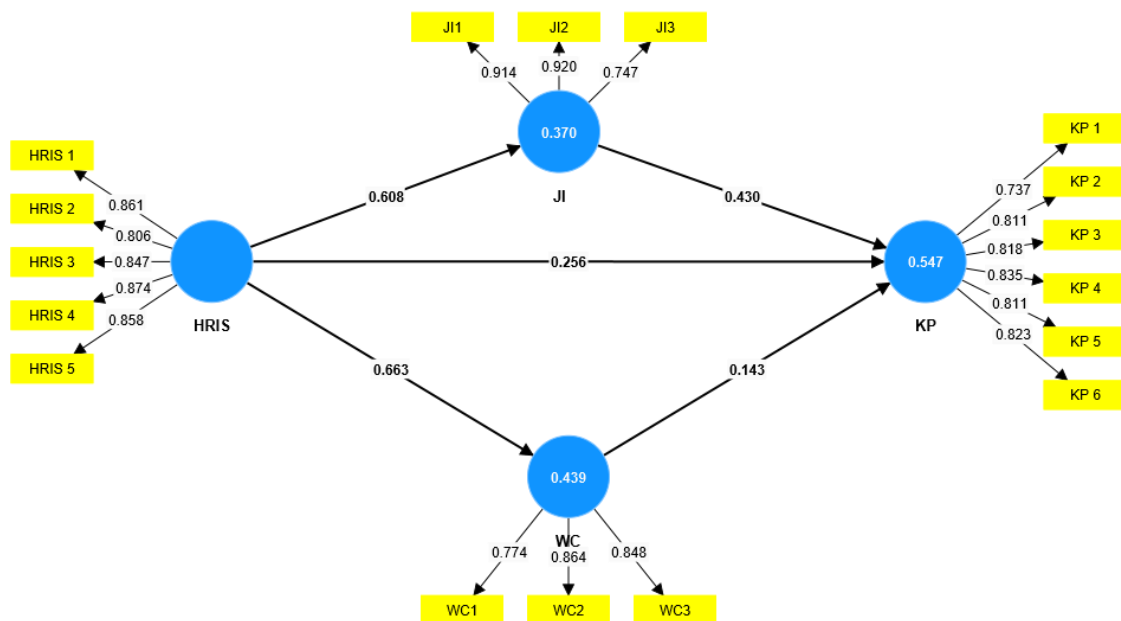 JI1 JI2 JI3
0.914 0.920 0.747
0.370
JI
HRIS 1
HRIS 2
HRIS 3
HRIS 4
HRIS 5
0.861
0.806
0.847
0.874
0.858
HRIS
0.608
0.430
0.256
0.663
0.143
KP 1
KP 2
KP 3
KP 4
KP 5
KP 6
0.737
0.811
0.818
0.835
0.811
0.823
0.547
KP
0.439
WC
0.774 0.864 0.848
WC1 WC2 WC3